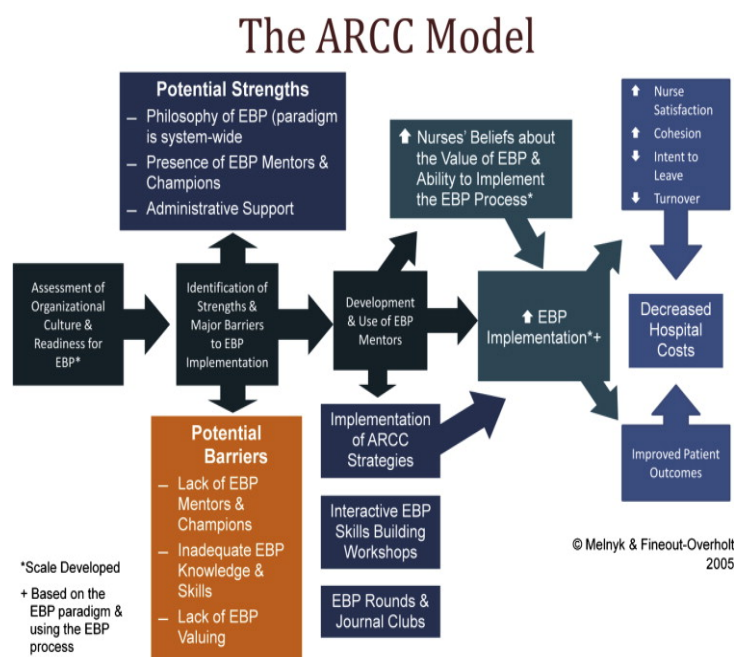 The ARCC Model
Potential Strengths
– Philosophy of EBP (paradigm
is system-wide
– Presence of EBP Mentors &
Champions
– Administrative Support
⬆ Nurses' Beliefs about
the Value of EBP &
Ability to Implement
the EBP Process*
⬆ Nurse
Satisfaction
⬆ Cohesion
⬇ Intent to
Leave
⬇ Turnover
Assessment of
Organizational
Culture &
Readiness for
EBP*
Identification of
Strengths &
Major Barriers
to EBP
Implementation
Development
& Use of EBP
Mentors
⬆ EBP
Implementation*+
Decreased
Hospital
Costs
Potential
Barriers
– Lack of EBP
Mentors &
Champions
– Inadequate EBP
Knowledge &
Skills
– Lack of EBP
Valuing
Implementation
of ARCC
Strategies
Interactive EBP
Skills Building
Workshops
EBP Rounds &
Journal Clubs
Improved Patient
Outcomes
*Scale Developed
+ Based on the
EBP paradigm &
using the EBP
process
© Melnyk & Fineout-Overholt
2005